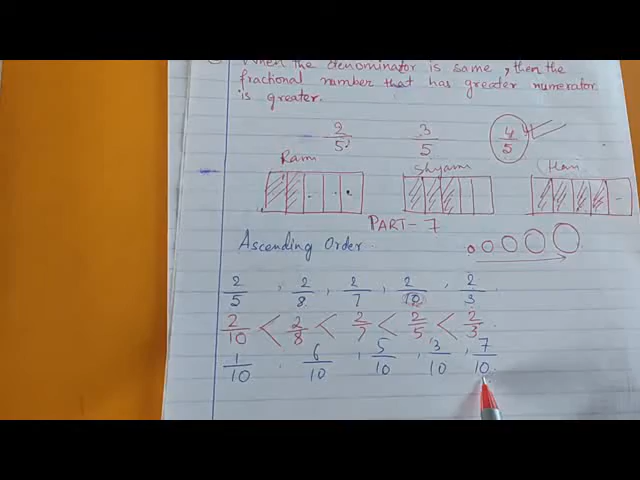 When the denominator is same, then the
fractional number that has greater numerator
is greater.
2/5 3/5 4/5
Ram Shyam Hari
PART-7
Ascending Order
2/5, 2/8, 2/7, 2/10, 2/3
2/10 < 2/8 < 2/7 < 2/5 < 2/3
1/10, 6/10, 5/10, 3/10, 7/10